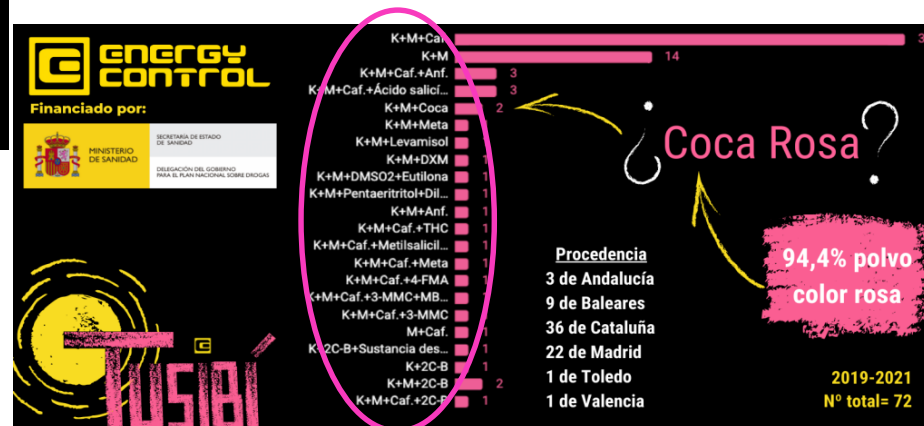 ENERGY
CONTROL
Financiado por:
MINISTERIO
DE SANIDAD
SECRETARÍA DE ESTADO
DE SANIDAD
DELEGACIÓN DEL GOBIERNO
PARA EL PLAN NACIONAL SOBRE DROGAS
K+M+Caf. 3
K+M 14
K+M+Caf.+Anf. 3
K+M+Caf.+Ácido salicí... 3
K+M+Coca 2
K+M+Meta
K+M+Levamisol
K+M+DXM 1
K+M+DMSO2+Eutilona 1
K+M+Pentaeritritol+Dil... 1
K+M+Anf. 1
K+M+Caf.+THC 1
K+M+Caf.+Metilsalicil... 1
K+M+Caf.+Meta 1
K+M+Caf.+4-FMA 1
K+M+Caf.+3-MMC+MB...
K+M+Caf.+3-MMC
M+Caf. 1
K+2C-B+Sustancia des... 1
K+2C-B 1
K+M+2C-B 2
K+M+Caf.+2C-B 1
¿Coca Rosa?
94,4% polvo
color rosa
Procedencia
3 de Andalucía
9 de Baleares
36 de Cataluña
22 de Madrid
1 de Toledo
1 de Valencia
2019-2021
Nº total= 72
TUSIBÍ